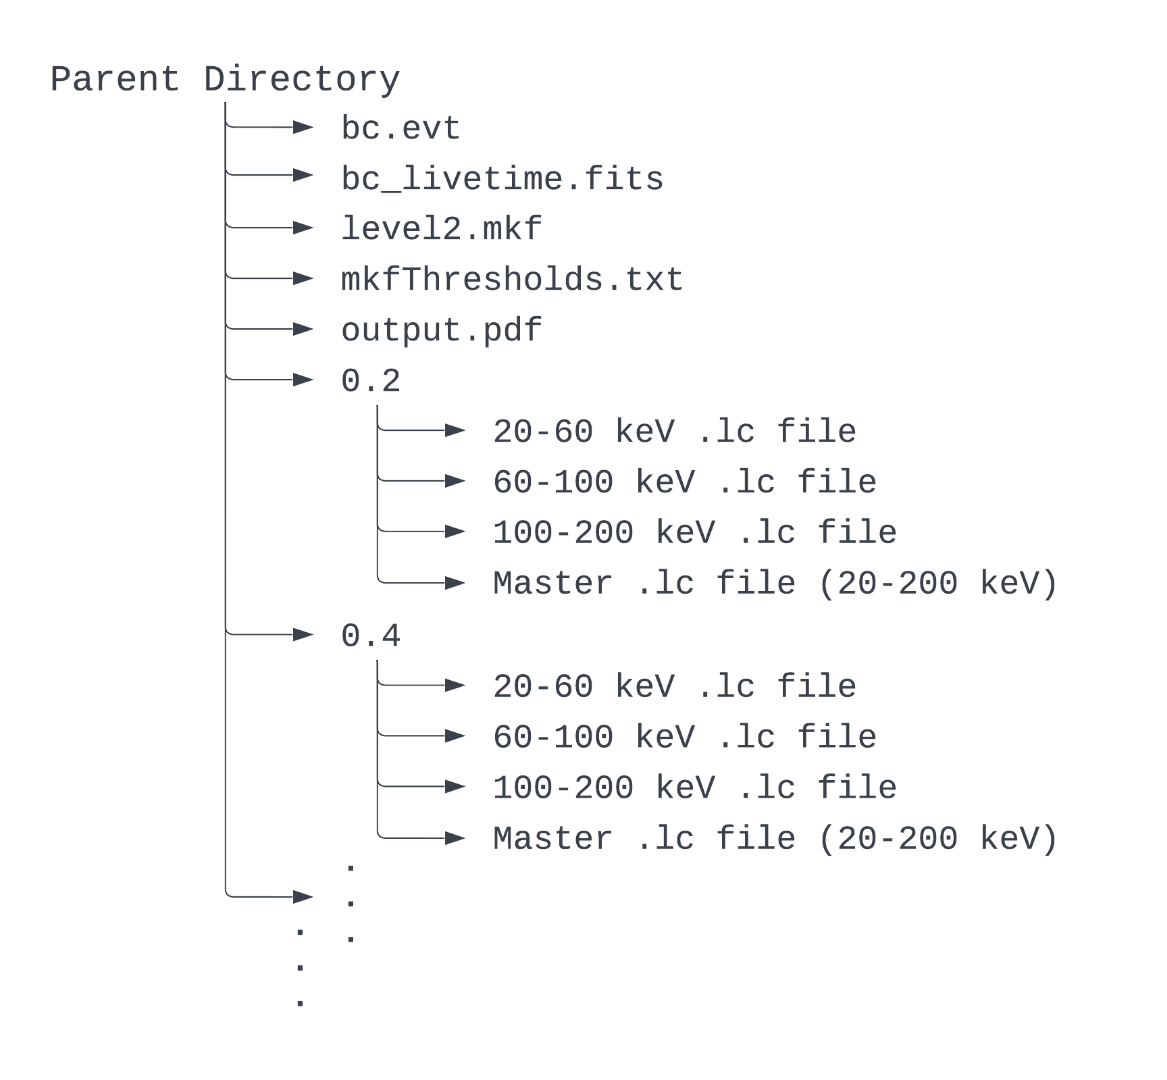 Parent Directory
bc.evt
bc_livetime.fits
level2.mkf
mkfThresholds.txt
output.pdf
0.2
20-60 keV .lc file
60-100 keV .lc file
100-200 keV .lc file
Master .lc file (20-200 keV)
0.4
20-60 keV .lc file
60-100 keV .lc file
100-200 keV .lc file
Master .lc file (20-200 keV)
.
.
. .
.
.